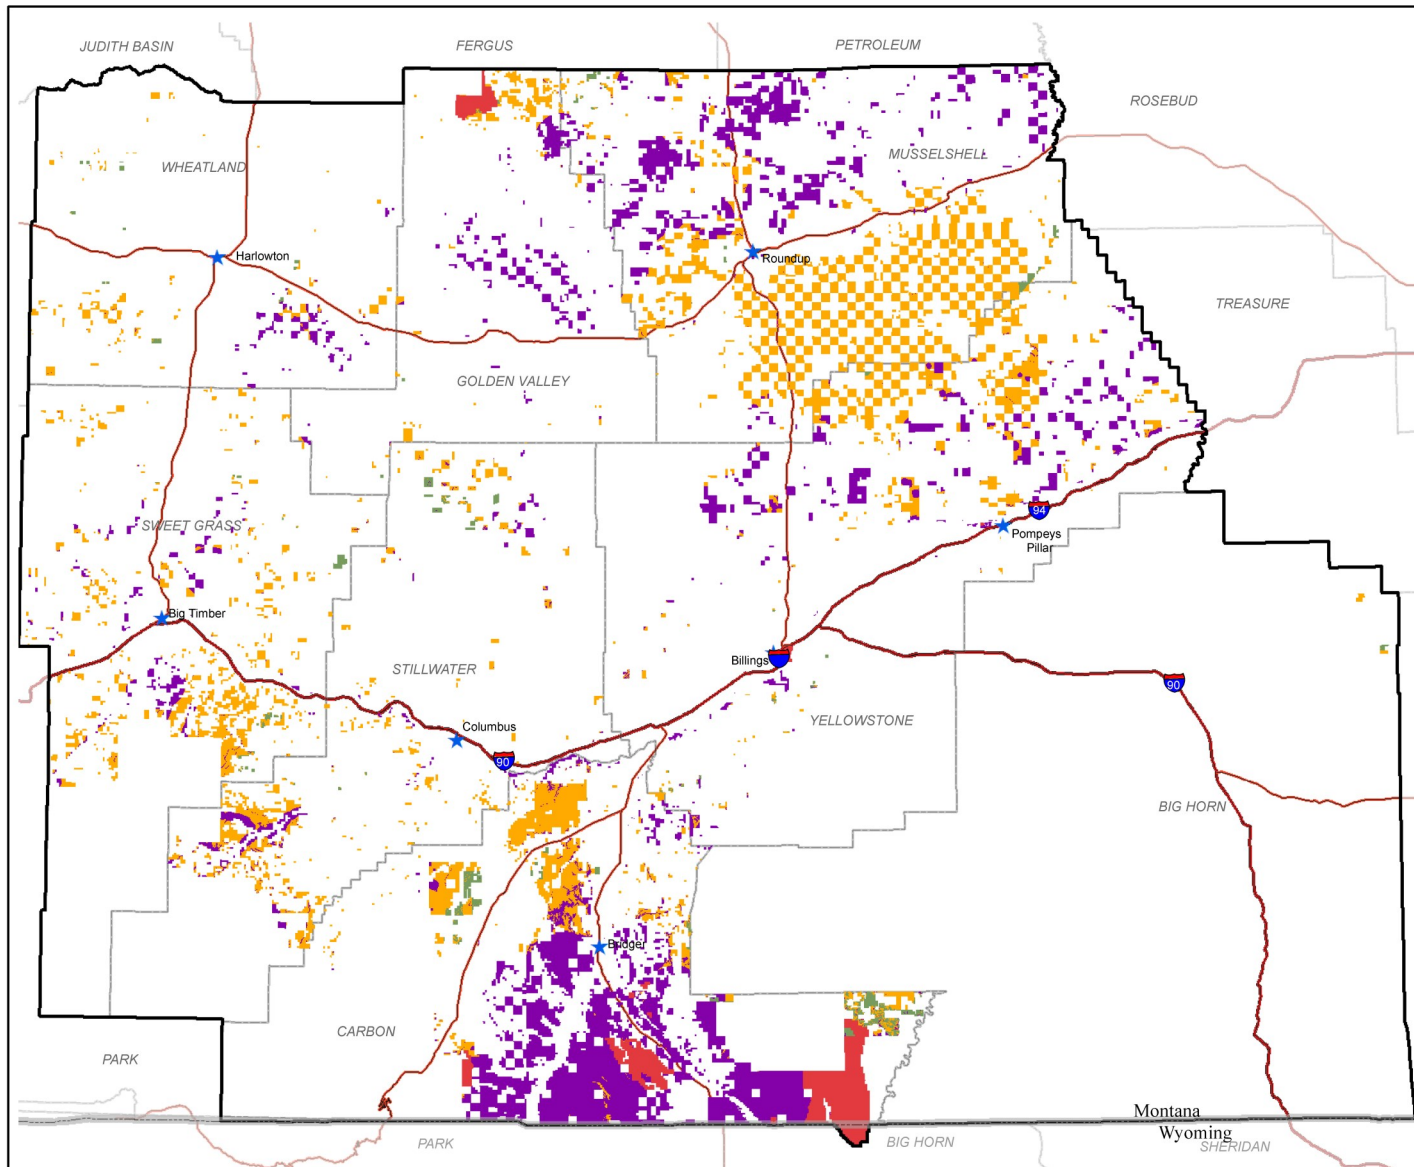 JUDITH BASIN
FERGUS
PETROLEUM
ROSEBUD
WHEATLAND
MUSSELSHELL
Harlowton
Roundup
TREASURE
GOLDEN VALLEY
SWEET GRASS
94
Pompeys
Pillar
Big Timber
Billings
STILLWATER
90
Columbus
YELLOWSTONE
90
BIG HORN
Bridger
CARBON
PARK
Montana
Wyoming
PARK
BIG HORN
SHERIDAN